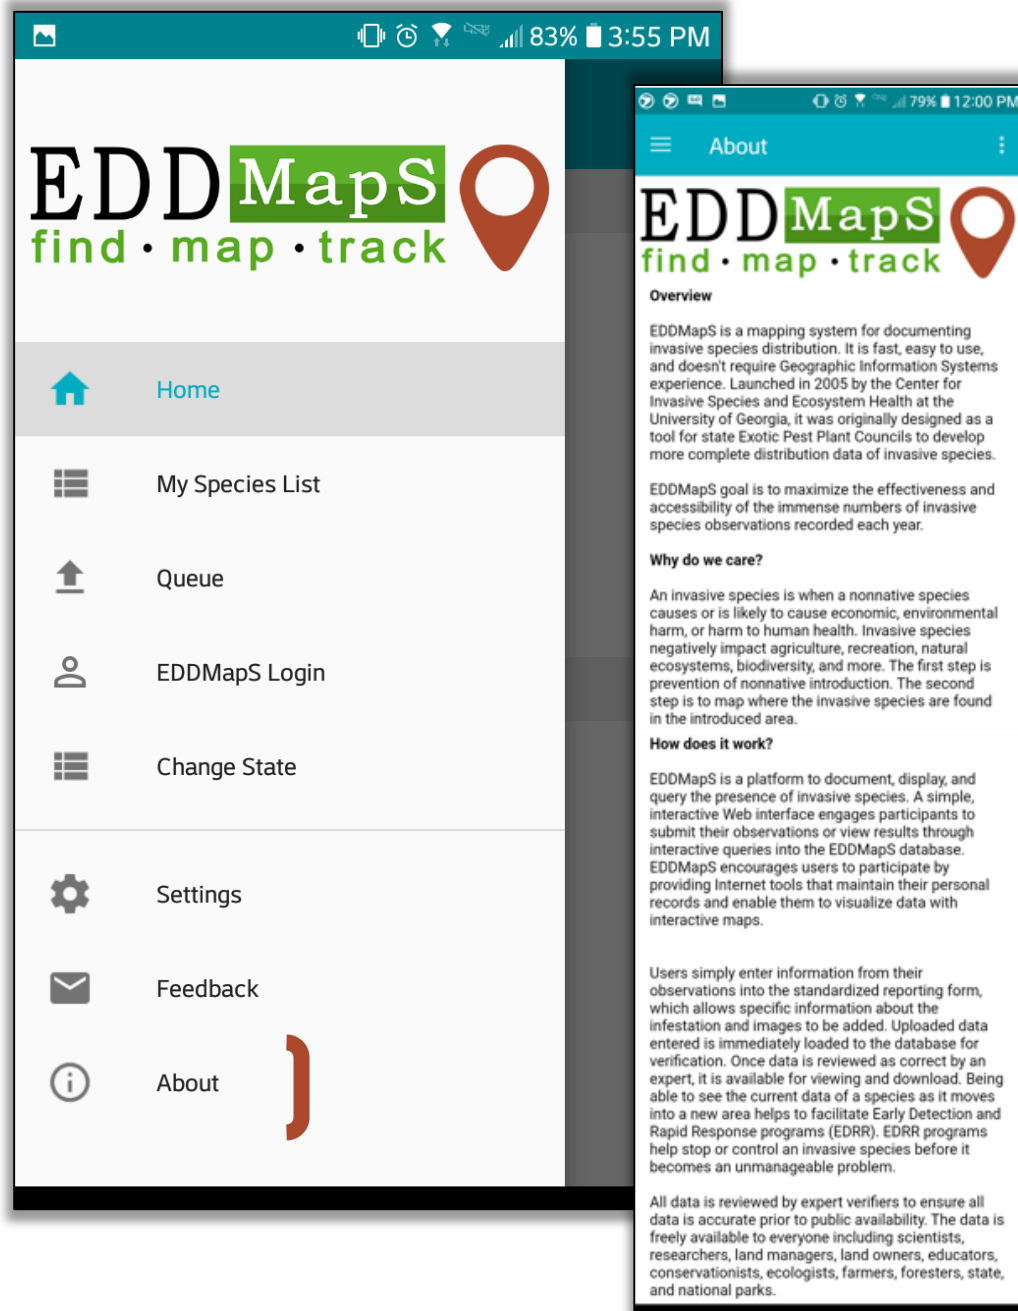 83% 3:55 PM
EDDMapS
find · map · track
Home
My Species List
Queue
EDDMapS Login
Change State
Settings
Feedback
About
79% 12:00 PM
About
EDDMapS
find · map · track
Overview
EDDMapS is a mapping system for documenting
invasive species distribution. It is fast, easy to use,
and doesn't require Geographic Information Systems
experience. Launched in 2005 by the Center for
Invasive Species and Ecosystem Health at the
University of Georgia, it was originally designed as a
tool for state Exotic Pest Plant Councils to develop
more complete distribution data of invasive species.
EDDMapS goal is to maximize the effectiveness and
accessibility of the immense numbers of invasive
species observations recorded each year.
Why do we care?
An invasive species is when a nonnative species
causes or is likely to cause economic, environmental
harm, or harm to human health. Invasive species
negatively impact agriculture, recreation, natural
ecosystems, biodiversity, and more. The first step is
prevention of nonnative introduction. The second
step is to map where the invasive species are found
in the introduced area.
How does it work?
EDDMapS is a platform to document, display, and
query the presence of invasive species. A simple,
interactive Web interface engages participants to
submit their observations or view results through
interactive queries into the EDDMapS database.
EDDMapS encourages users to participate by
providing Internet tools that maintain their personal
records and enable them to visualize data with
interactive maps.
Users simply enter information from their
observations into the standardized reporting form,
which allows specific information about the
infestation and images to be added. Uploaded data
entered is immediately loaded to the database for
verification. Once data is reviewed as correct by an
expert, it is available for viewing and download. Being
able to see the current data of a species as it moves
into a new area helps to facilitate Early Detection and
Rapid Response programs (EDRR). EDRR programs
help stop or control an invasive species before it
becomes an unmanageable problem.
All data is reviewed by expert verifiers to ensure all
data is accurate prior to public availability. The data is
freely available to everyone including scientists,
researchers, land managers, land owners, educators,
conservationists, ecologists, farmers, foresters, state,
and national parks.